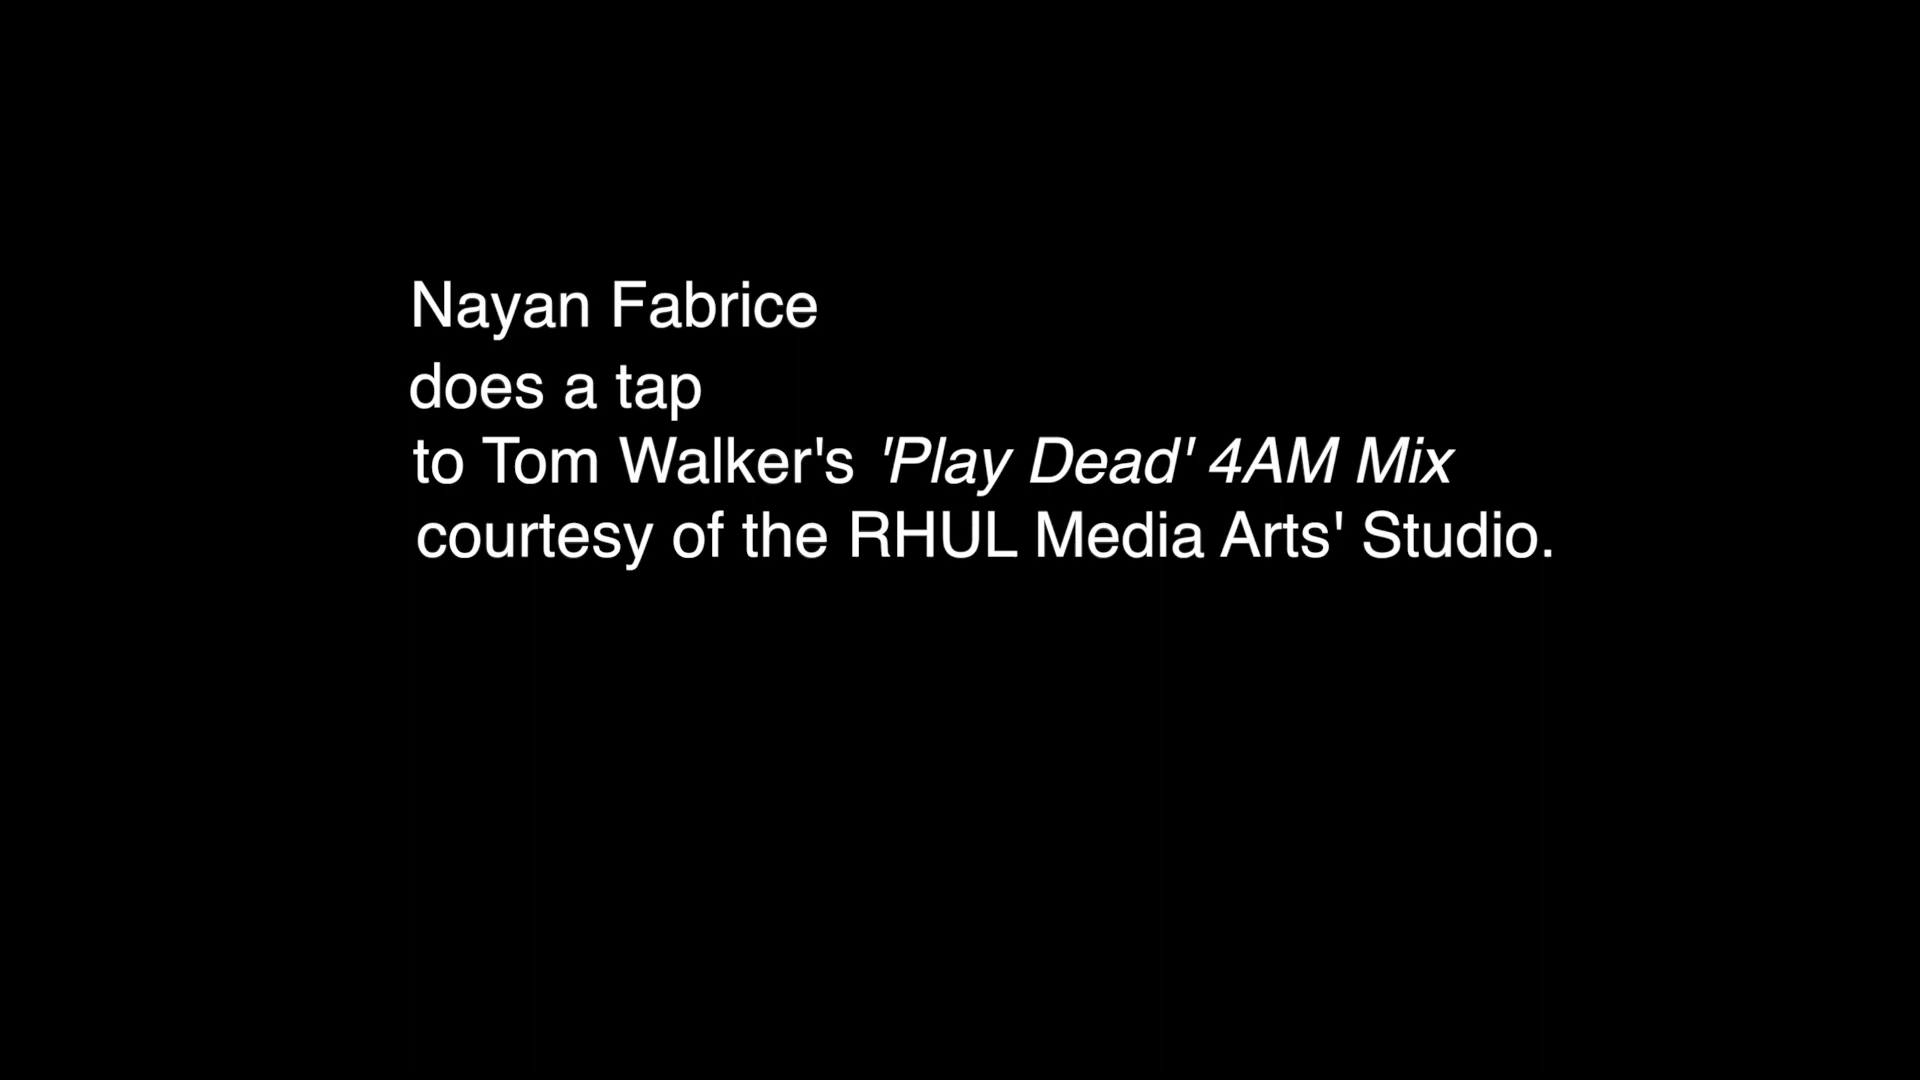 Nayan Fabrice
does a tap
to Tom Walker's 'Play Dead' 4AM Mix
courtesy of the RHUL Media Arts' Studio.